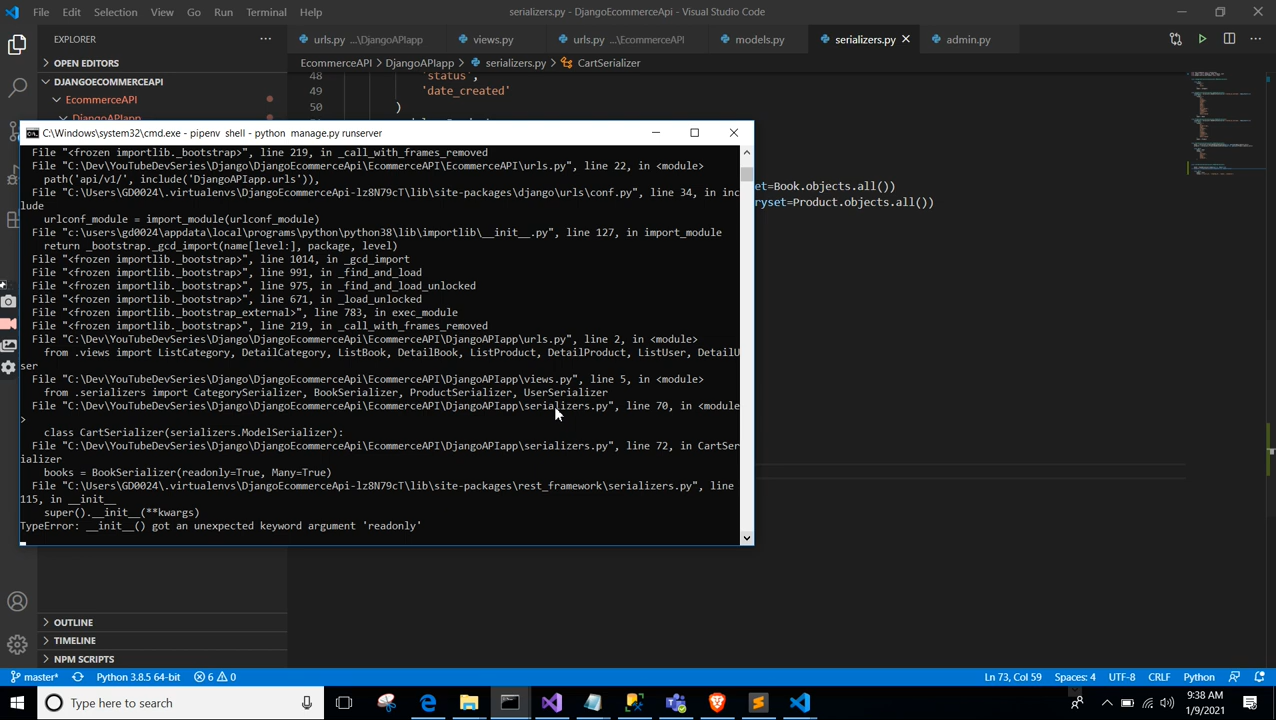 File Edit Selection View Go Run Terminal Help
serializers.py - DjangoEcommerceApi - Visual Studio Code
EXPLORER
urls.py ...\DjangoAPIapp
views.py
urls.py ...\EcommerceAPI
models.py
serializers.py
admin.py
OPEN EDITORS
DJANGOECOMMERCEAPI
EcommerceAPI
DjangoAPIapp
EcommerceAPI > DjangoAPIapp > serializers.py > CartSerializer
48 'status',
49 'date_created'
50 )
C:\Windows\system32\cmd.exe - pipenv shell - python manage.py runserver
File "<frozen importlib._bootstrap>", line 219, in _call_with_frames_removed
File "C:\Dev\YouTubeDevSeries\Django\DjangoEcommerceApi\EcommerceAPI\EcommerceAPI\urls.py", line 22, in <module>
path('api/v1/', include('DjangoAPIapp.urls')),
File "C:\Users\GD0024\.virtualenvs\DjangoEcommerceApi-lz8N79cT\lib\site-packages\django\urls\conf.py", line 34, in inc
lude
urlconf_module = import_module(urlconf_module)
File "c:\users\gd0024\appdata\local\programs\python\python38\lib\importlib\__init__.py", line 127, in import_module
return _bootstrap._gcd_import(name[level:], package, level)
File "<frozen importlib._bootstrap>", line 1014, in _gcd_import
File "<frozen importlib._bootstrap>", line 991, in _find_and_load
File "<frozen importlib._bootstrap>", line 975, in _find_and_load_unlocked
File "<frozen importlib._bootstrap>", line 671, in _load_unlocked
File "<frozen importlib._bootstrap_external>", line 783, in exec_module
File "<frozen importlib._bootstrap>", line 219, in _call_with_frames_removed
File "C:\Dev\YouTubeDevSeries\Django\DjangoEcommerceApi\EcommerceAPI\DjangoAPIapp\urls.py", line 2, in <module>
from .views import ListCategory, DetailCategory, ListBook, DetailBook, ListProduct, DetailProduct, ListUser, DetailU
ser
File "C:\Dev\YouTubeDevSeries\Django\DjangoEcommerceApi\EcommerceAPI\DjangoAPIapp\views.py", line 5, in <module>
from .serializers import CategorySerializer, BookSerializer, ProductSerializer, UserSerializer
File "C:\Dev\YouTubeDevSeries\Django\DjangoEcommerceApi\EcommerceAPI\DjangoAPIapp\serializers.py", line 70, in <module
>
class CartSerializer(serializers.ModelSerializer):
File "C:\Dev\YouTubeDevSeries\Django\DjangoEcommerceApi\EcommerceAPI\DjangoAPIapp\serializers.py", line 72, in CartSer
ializer
books = BookSerializer(readonly=True, Many=True)
File "C:\Users\GD0024\.virtualenvs\DjangoEcommerceApi-lz8N79cT\lib\site-packages\rest_framework\serializers.py", line
115, in __init__
super().__init__(**kwargs)
TypeError: __init__() got an unexpected keyword argument 'readonly'
set=Book.objects.all())
ryset=Product.objects.all())
OUTLINE
TIMELINE
NPM SCRIPTS
master*
Python 3.8.5 64-bit
6
0
Ln 73, Col 59
Spaces: 4
UTF-8
CRLF
Python
Type here to search
9:38 AM
1/9/2021